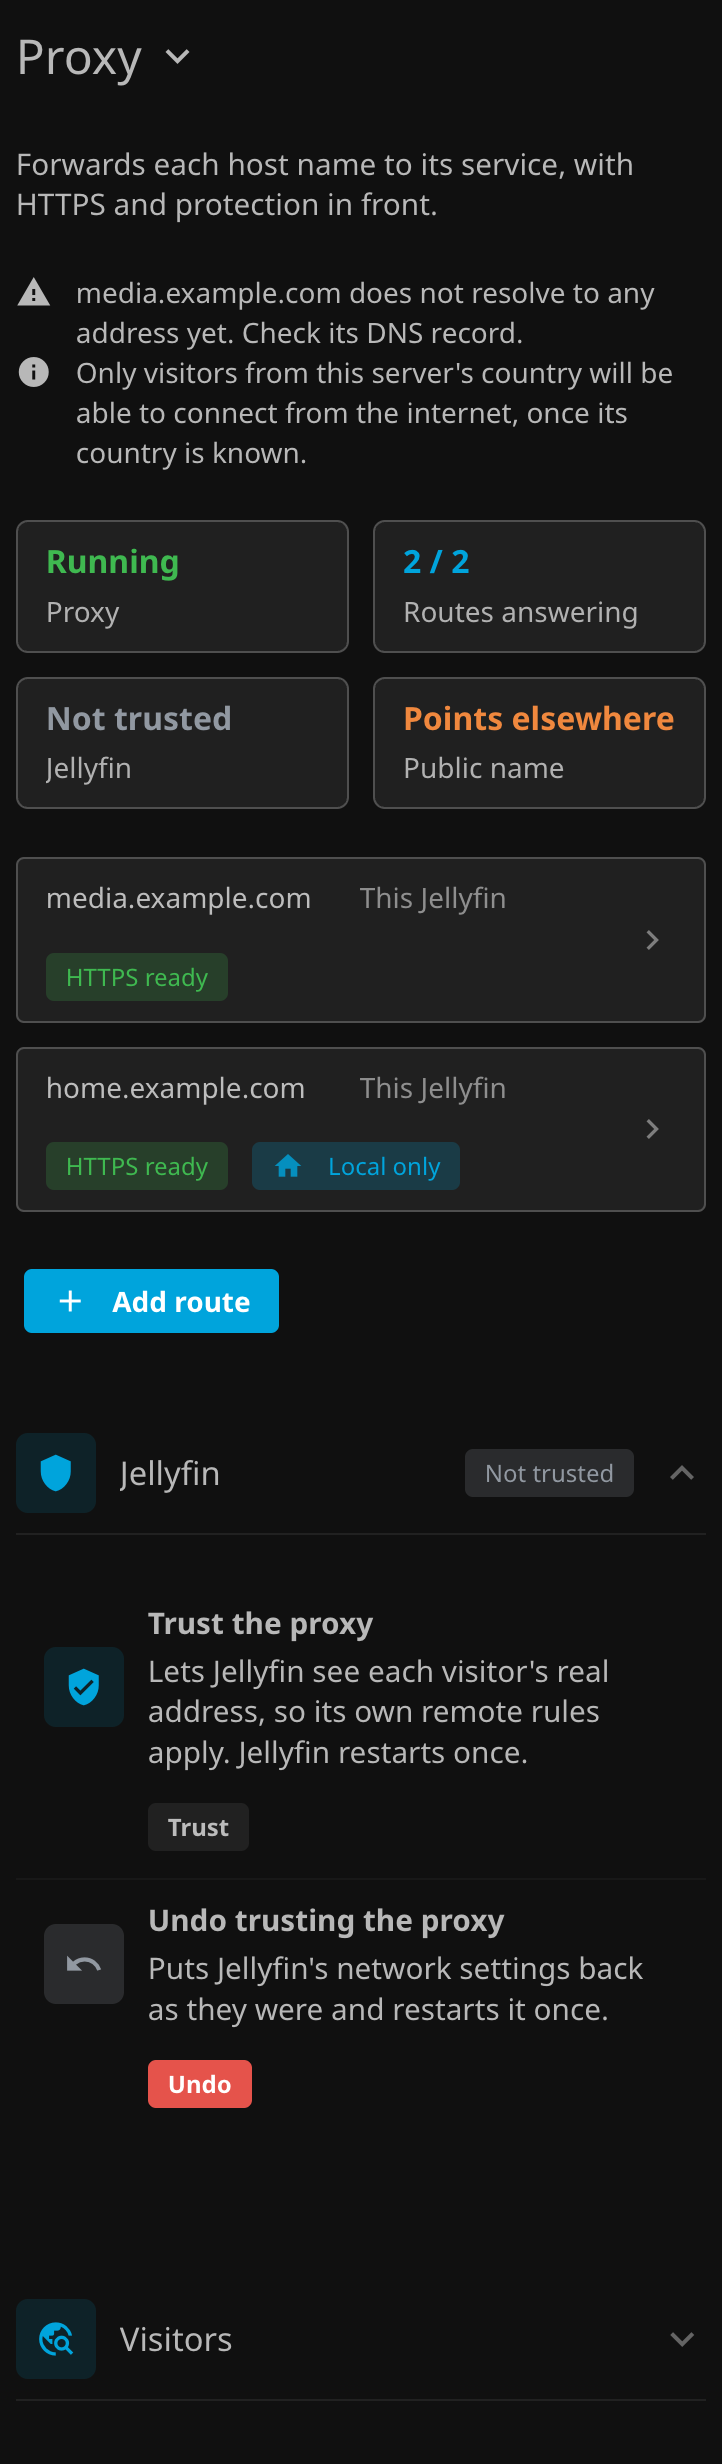 Proxy
Forwards each host name to its service, with
HTTPS and protection in front.
media.example.com does not resolve to any
address yet. Check its DNS record.
Only visitors from this server's country will be
able to connect from the internet, once its
country is known.
Running
Proxy
2 / 2
Routes answering
Not trusted
Jellyfin
Points elsewhere
Public name
media.example.com This Jellyfin
HTTPS ready
home.example.com This Jellyfin
HTTPS ready Local only
Add route
Jellyfin Not trusted
Trust the proxy
Lets Jellyfin see each visitor's real
address, so its own remote rules
apply. Jellyfin restarts once.
Trust
Undo trusting the proxy
Puts Jellyfin's network settings back
as they were and restarts it once.
Undo
Visitors